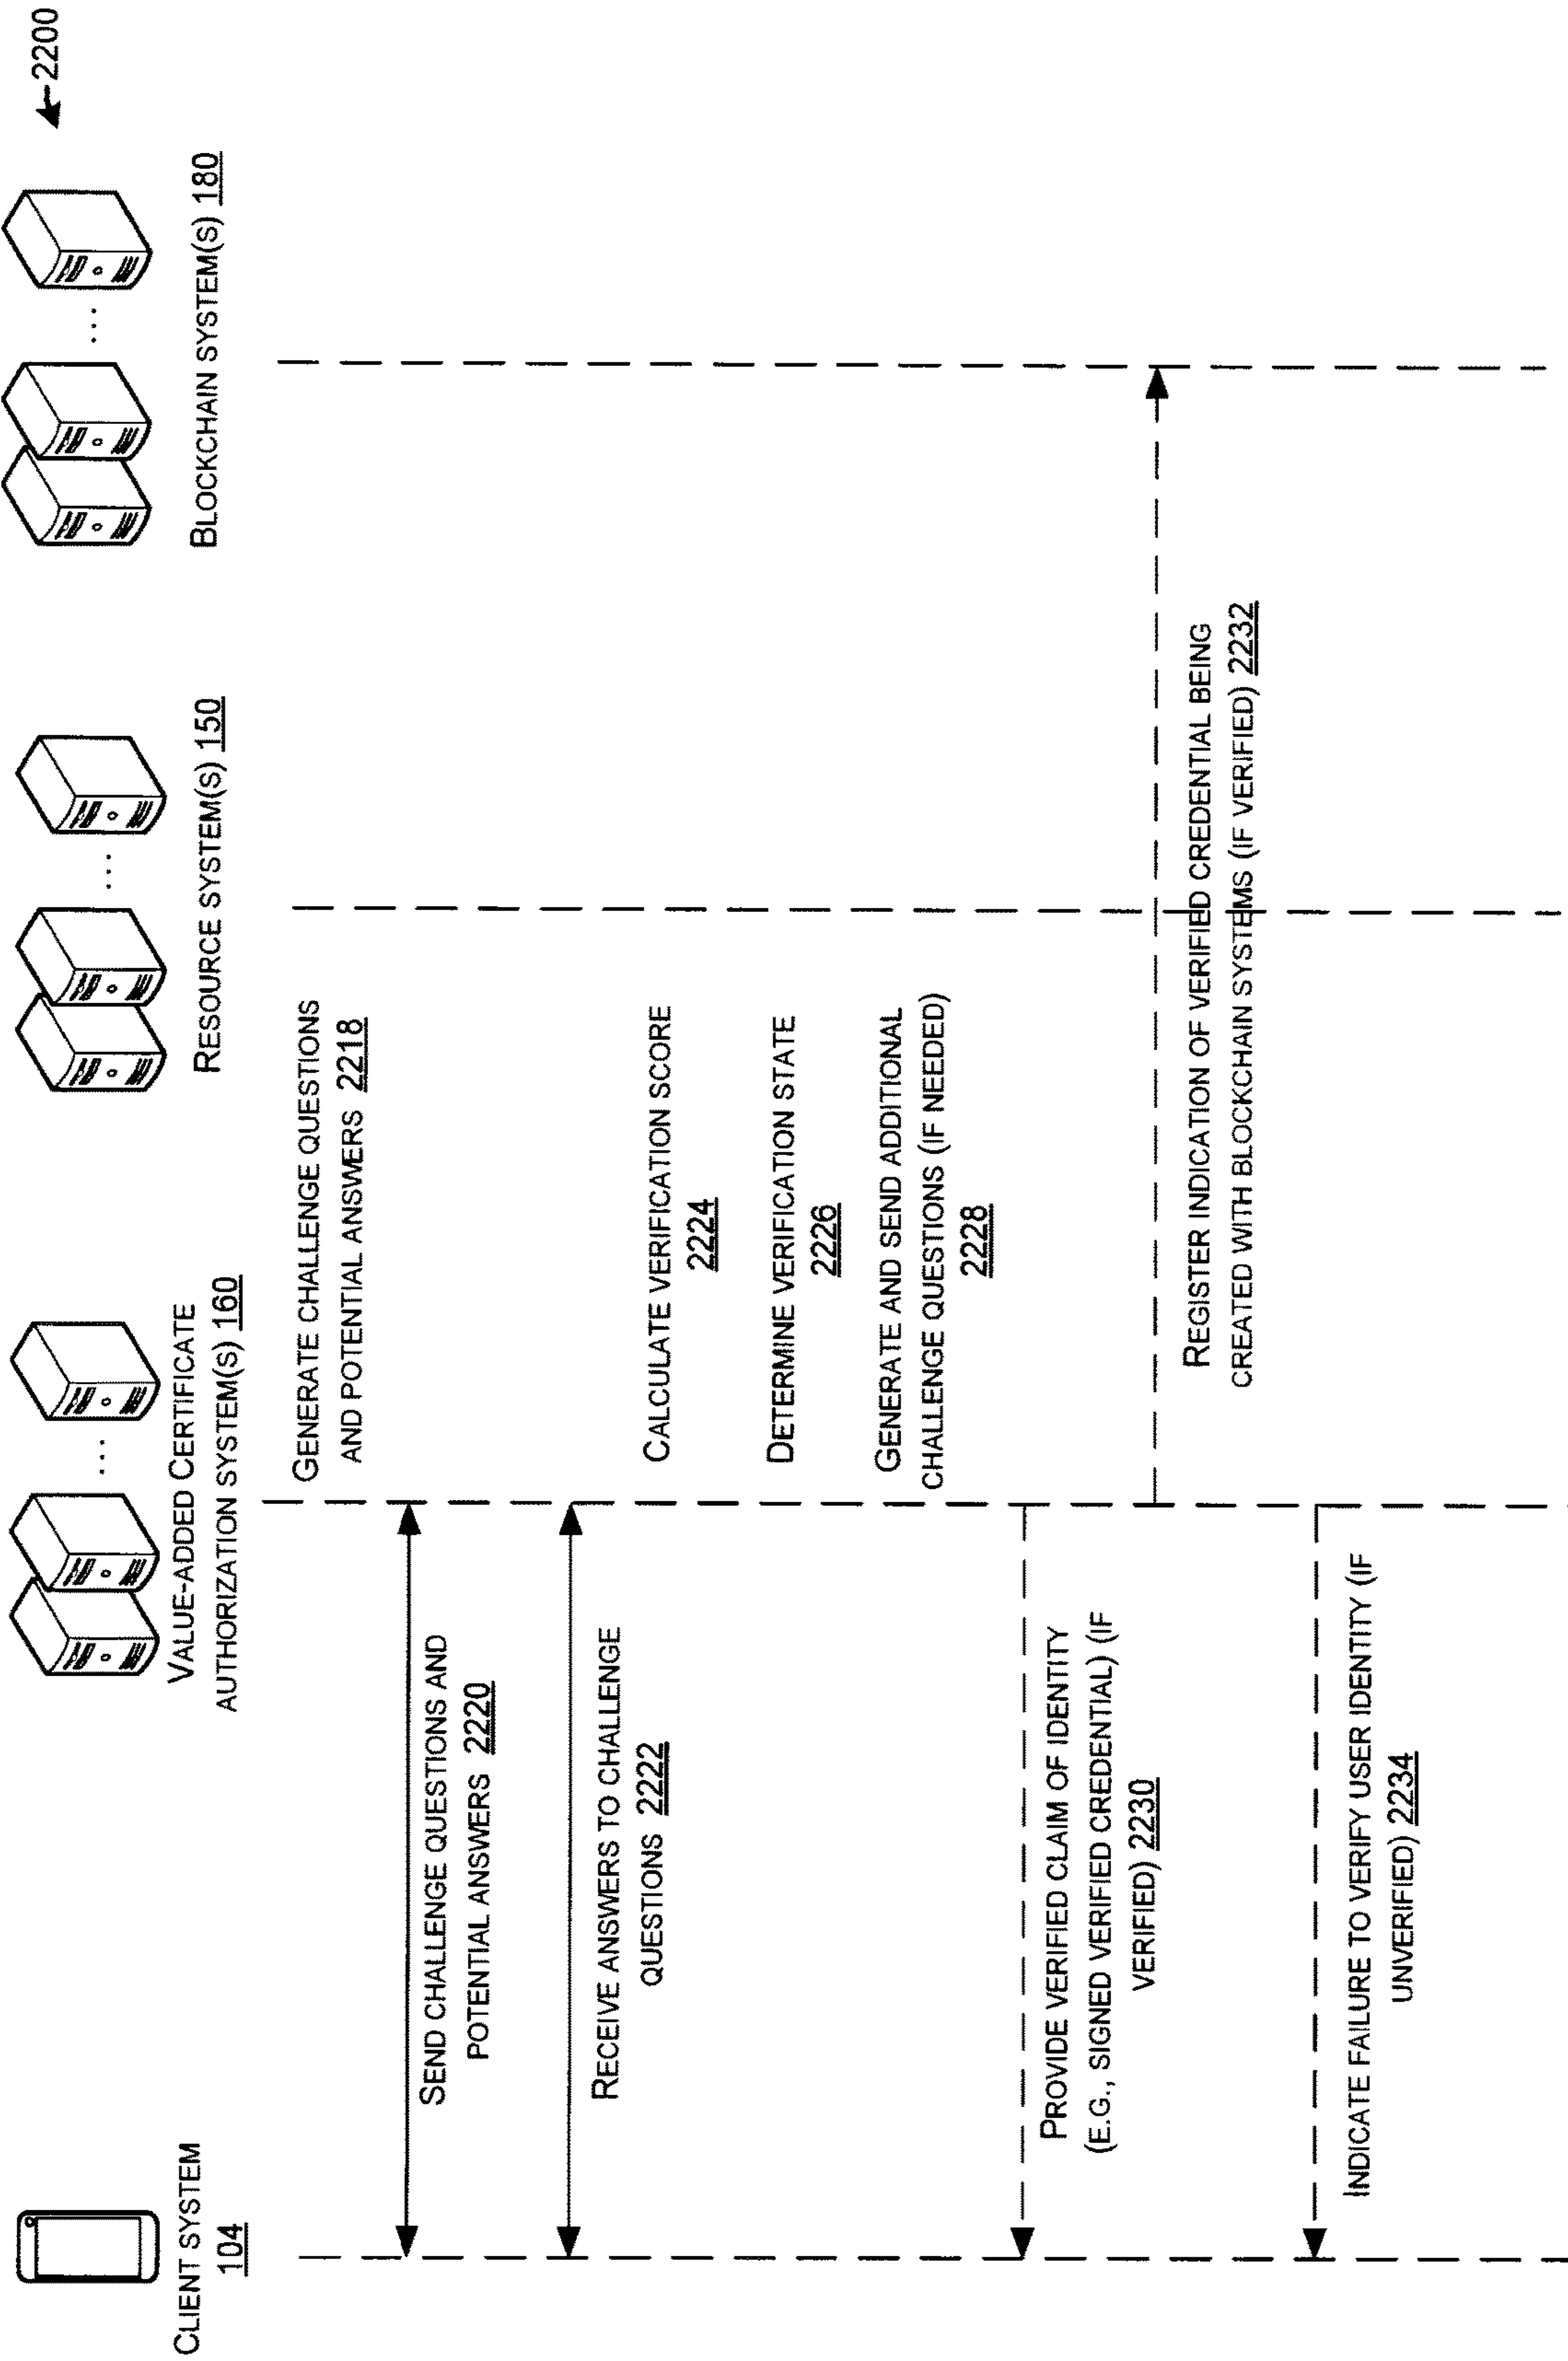 2200
CLIENT SYSTEM
104
VALUE-ADDED CERTIFICATE
AUTHORIZATION SYSTEM(S) 160
RESOURCE SYSTEM(S) 150
BLOCKCHAIN SYSTEM(S) 180
GENERATE CHALLENGE QUESTIONS
AND POTENTIAL ANSWERS 2218
SEND CHALLENGE QUESTIONS AND
POTENTIAL ANSWERS 2220
RECEIVE ANSWERS TO CHALLENGE
QUESTIONS 2222
CALCULATE VERIFICATION SCORE
2224
DETERMINE VERIFICATION STATE
2226
GENERATE AND SEND ADDITIONAL
CHALLENGE QUESTIONS (IF NEEDED)
2228
PROVIDE VERIFIED CLAIM OF IDENTITY
(E.G., SIGNED VERIFIED CREDENTIAL) (IF
VERIFIED) 2230
REGISTER INDICATION OF VERIFIED CREDENTIAL BEING
CREATED WITH BLOCKCHAIN SYSTEMS (IF VERIFIED) 2232
INDICATE FAILURE TO VERIFY USER IDENTITY (IF
UNVERIFIED) 2234